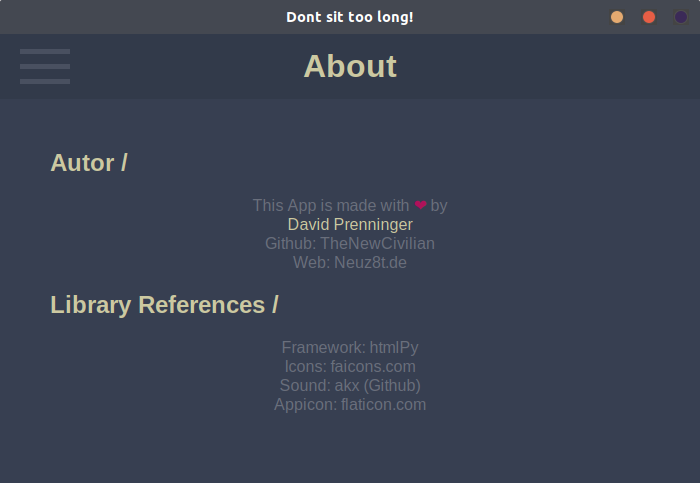 Dont sit too long!
About
Autor /
This App is made with ❤ by
David Prenninger
Github: TheNewCivilian
Web: Neuz8t.de
Library References /
Framework: htmlPy
Icons: faicons.com
Sound: akx (Github)
Appicon: flaticon.com